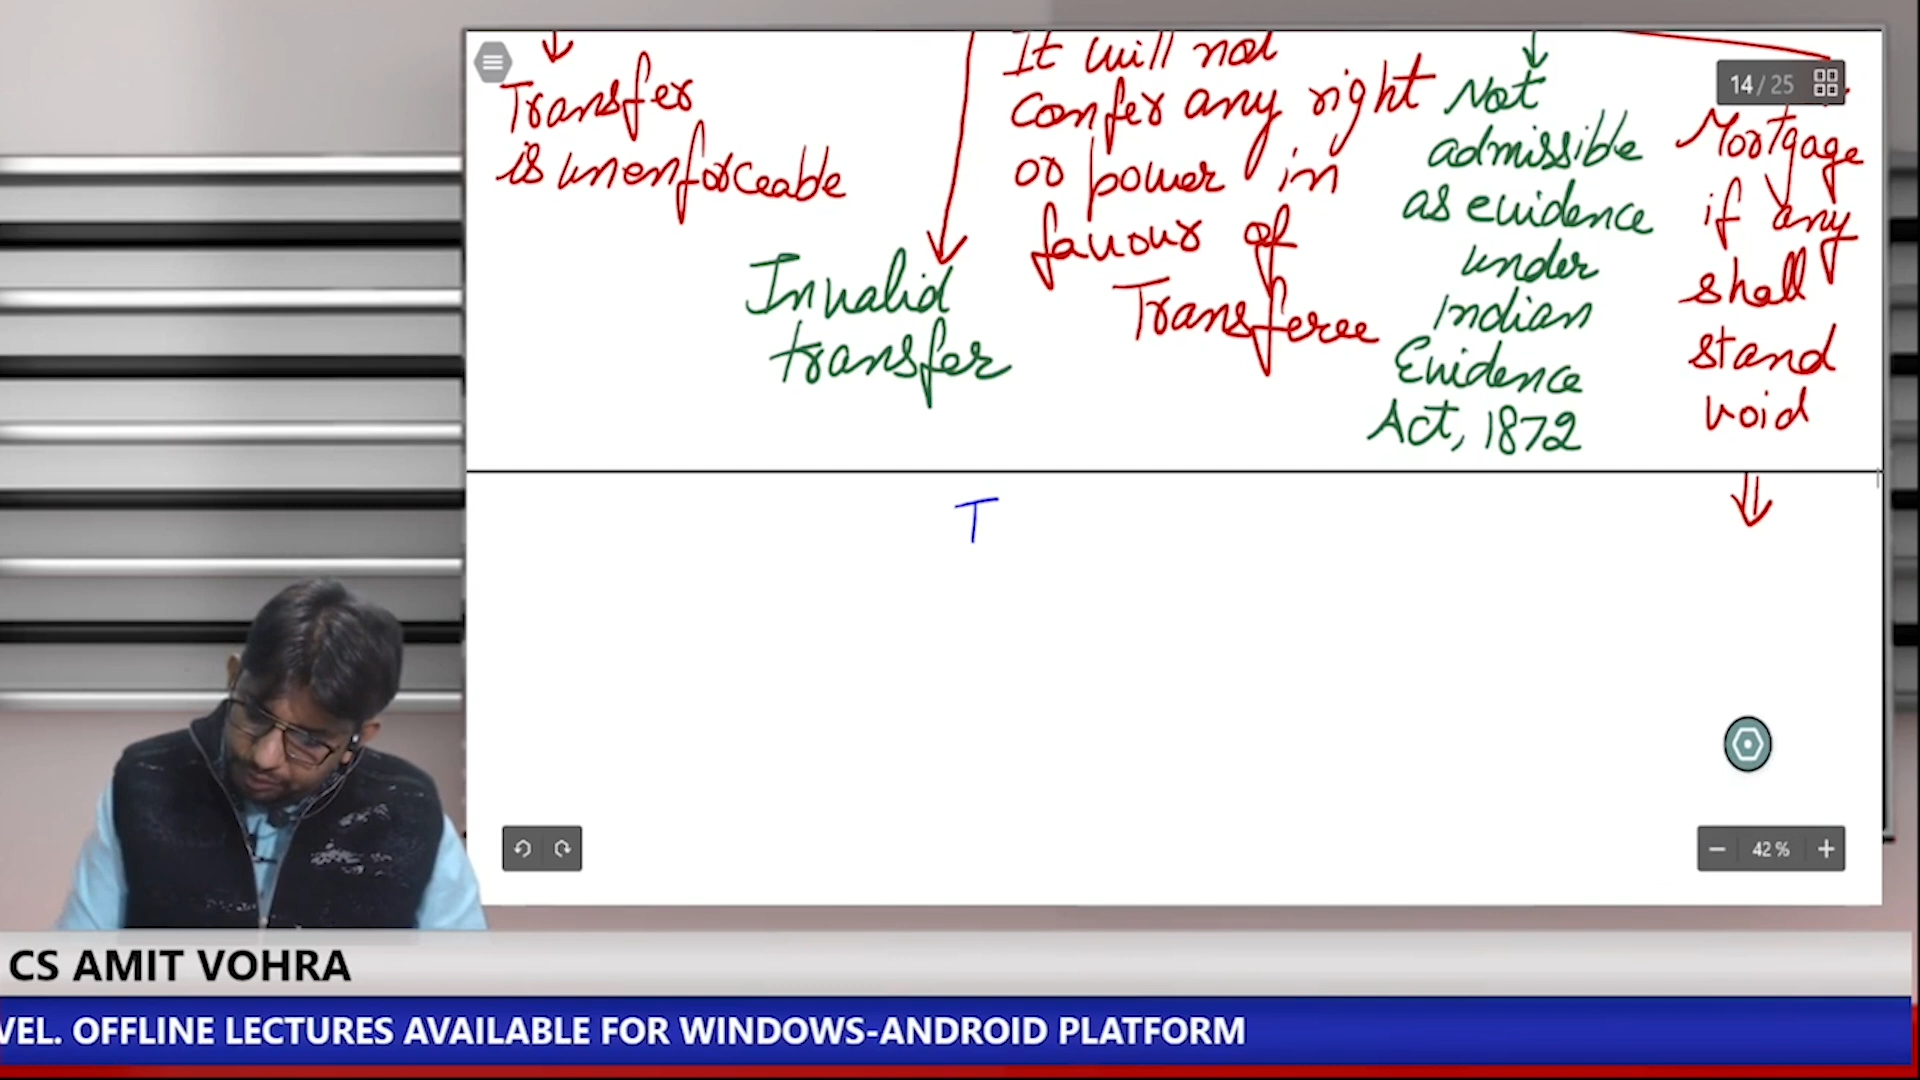 Transfer
is unenforceable
Invalid
transfer
It will not
confer any right
or power in
favour of
Transferee
Not
admissible
as evidence
under
Indian
Evidence
Act, 1872
14 / 25
Mortgage
if any
shall
stand
void
T
42 %
CS AMIT VOHRA
VEL. OFFLINE LECTURES AVAILABLE FOR WINDOWS-ANDROID PLATFORM